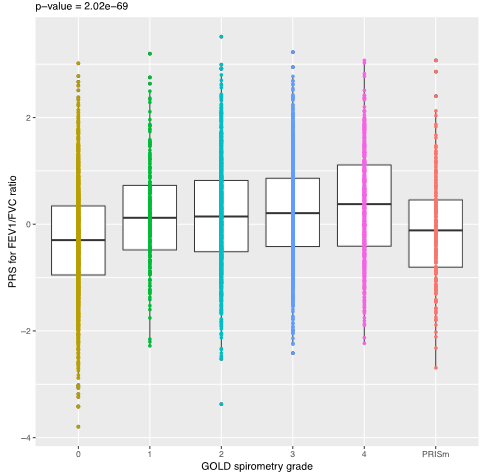 p-value = 2.02e−69
PRS for FEV1/FVC ratio
2
0
−2
−4
0 1 2 3 4 PRISm
GOLD spirometry grade